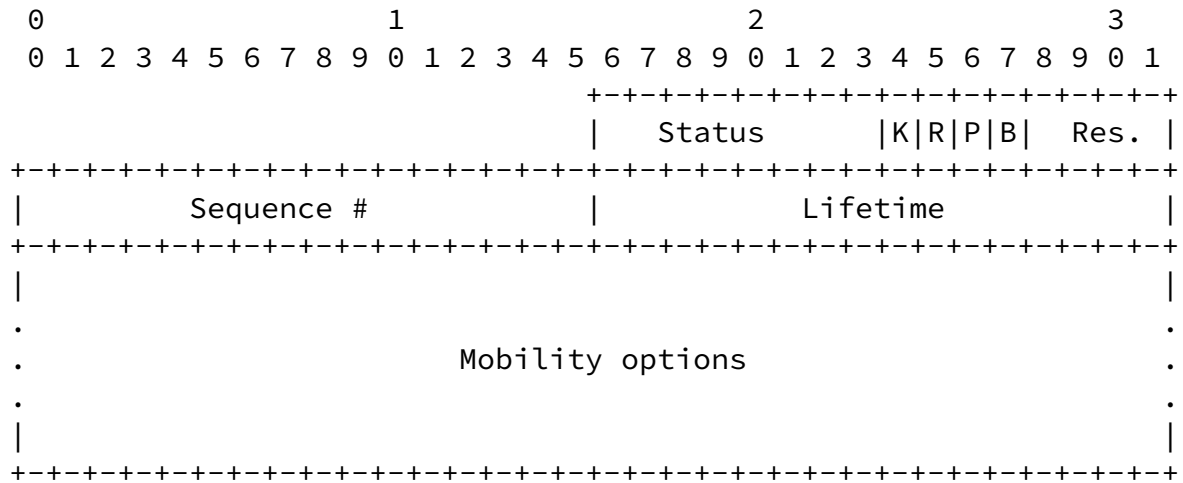 0                   1                   2                   3
 0 1 2 3 4 5 6 7 8 9 0 1 2 3 4 5 6 7 8 9 0 1 2 3 4 5 6 7 8 9 0 1
                                +-+-+-+-+-+-+-+-+-+-+-+-+-+-+-+-+
                                |   Status      |K|R|P|B|  Res. |
+-+-+-+-+-+-+-+-+-+-+-+-+-+-+-+-+-+-+-+-+-+-+-+-+-+-+-+-+-+-+-+-+
|         Sequence #            |           Lifetime            |
+-+-+-+-+-+-+-+-+-+-+-+-+-+-+-+-+-+-+-+-+-+-+-+-+-+-+-+-+-+-+-+-+
|                                                               |
.                                                               .
.                        Mobility options                       .
.                                                               .
|                                                               |
+-+-+-+-+-+-+-+-+-+-+-+-+-+-+-+-+-+-+-+-+-+-+-+-+-+-+-+-+-+-+-+-+